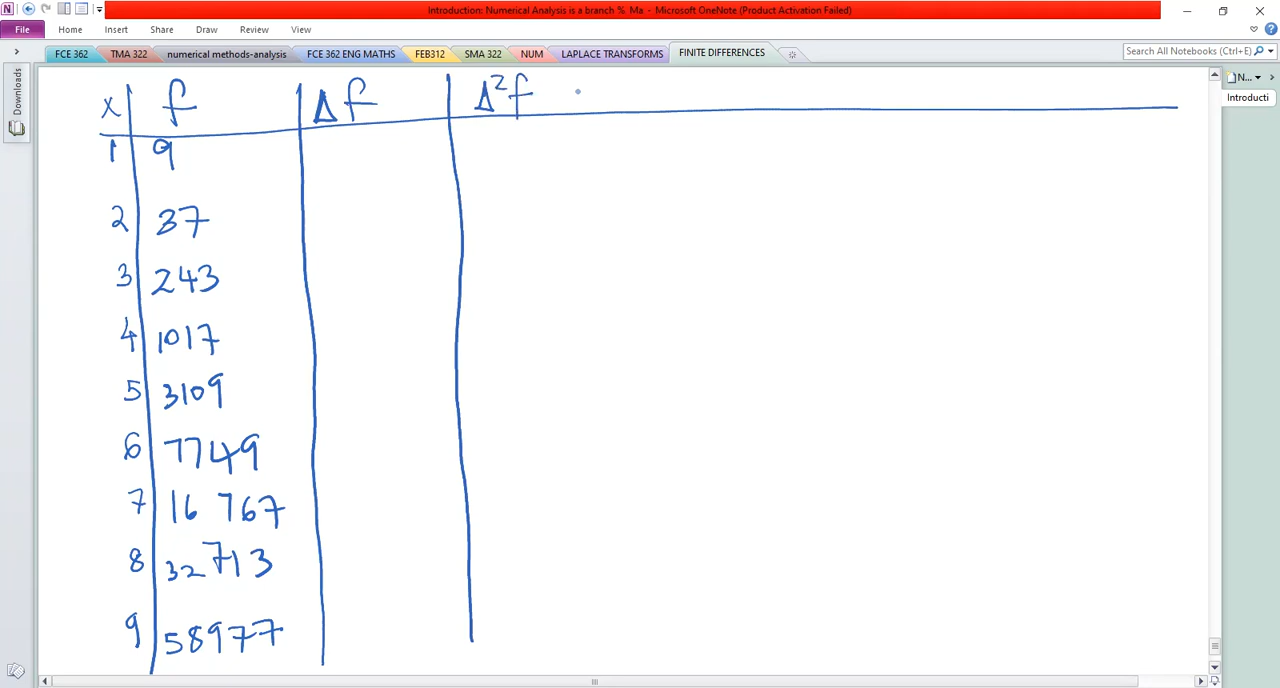 Introduction: Numerical Analysis is a branch %. Ma - Microsoft OneNote (Product Activation Failed)
File Home Insert Share Draw Review View
FCE 362 TMA 322 numerical methods-analysis FCE 362 ENG MATHS FEB312 SMA 322 NUM LAPLACE TRANSFORMS FINITE DIFFERENCES Search All Notebooks (Ctrl+E)
Downloads
N...
Introducti
x f Δf Δ²f
1 9
2 37
3 243
4 1017
5 3109
6 7749
7 16 767
8 32713
9 58977